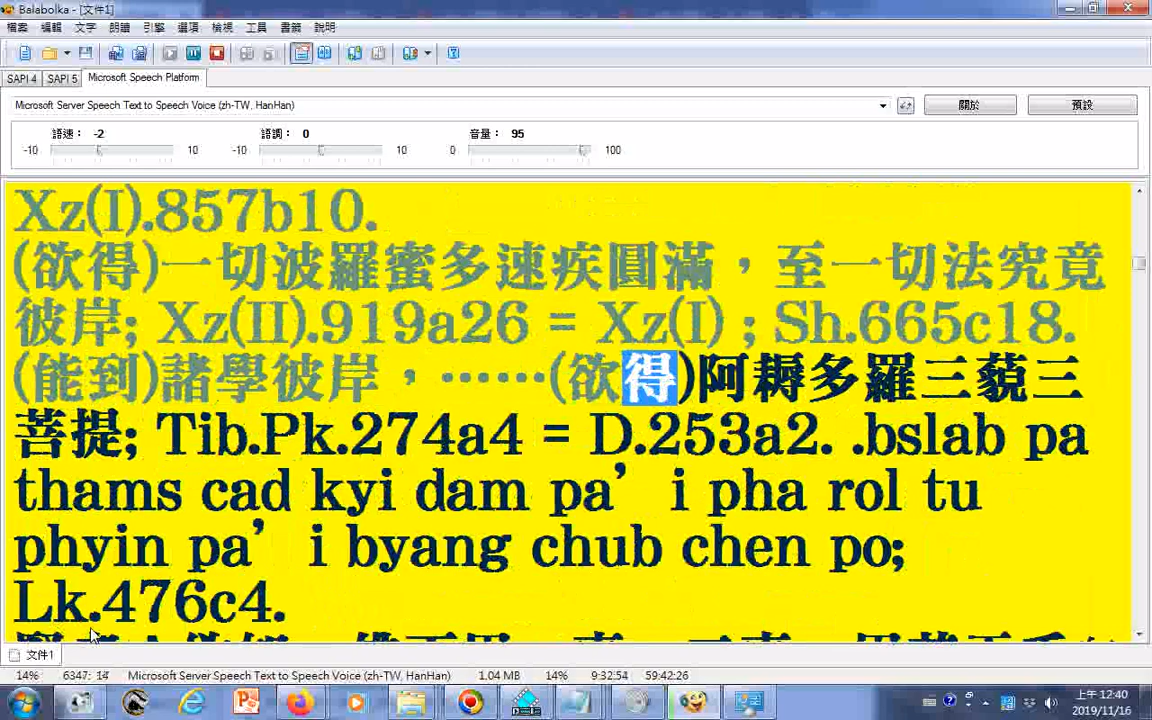 Balabolka - [文件1]
檔案 編輯 文字 朗讀 引擎 選項 檢視 工具 書籤 說明
SAPI 4 SAPI 5 Microsoft Speech Platform
Microsoft Server Speech Text to Speech Voice (zh-TW, HanHan) 關於 預設
語速： -2 語調： 0 音量： 95
-10 10 -10 10 0 100
Xz(I).857b10.
(欲得)一切波羅蜜多速疾圓滿，至一切法究竟
彼岸; Xz(II).919a26 = Xz(I) ; Sh.665c18.
(能到)諸學彼岸，……(欲得)阿耨多羅三藐三
菩提; Tib.Pk.274a4 = D.253a2. .bslab pa
thams cad kyi dam pa’i pha rol tu
phyin pa’i byang chub chen po;
Lk.476c4.
文件1
14% 6347: 14 Microsoft Server Speech Text to Speech Voice (zh-TW, HanHan) 1.04 MB 14% 9:32:54 59:42:26
上午 12:40
2019/11/16